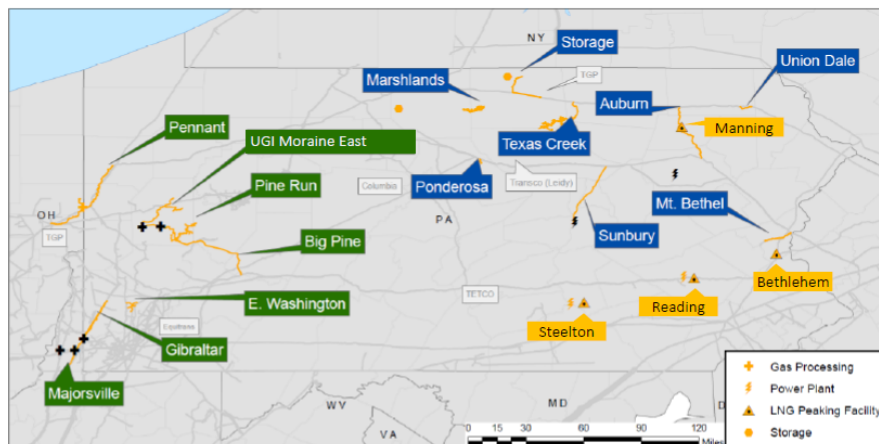 NY
Storage
TGP
Union Dale
Marshlands
Auburn
Manning
Pennant
UGI Moraine East
Texas Creek
Pine Run
Columbia
Ponderosa
Transco (Leidy)
OH
PA
Mt. Bethel
TGP
Big Pine
Sunbury
Bethlehem
E. Washington
TETCO
Reading
Steelton
Equitrans
Gibraltar
Majorsville
Gas Processing
Power Plant
LNG Peaking Facility
Storage
WV
MD
D
VA
0 15 30 60 90 120
Miles